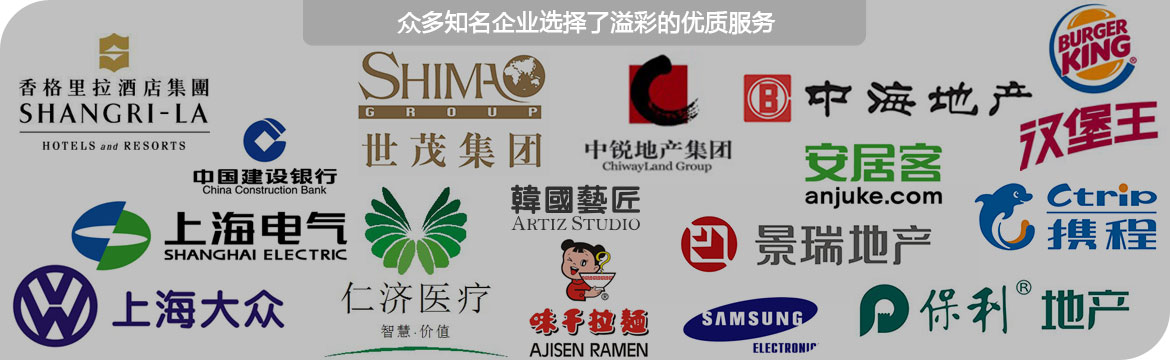 众多知名企业选择了溢彩的优质服务
香格里拉酒店集團
SHANGRI-LA
HOTELS and RESORTS
SHIMAO
GROUP
世茂集团
中锐地产集团
ChiwayLand Group
中海地产
BURGER
KING
汉堡王
中国建设银行
China Construction Bank
安居客
anjuke.com
上海电气
SHANGHAI ELECTRIC
韓國藝匠
ARTIZ STUDIO
景瑞地产
Ctrip
携程
上海大众
仁济医疗
智慧·价值
味千拉麵
AJISEN RAMEN
SAMSUNG
ELECTRONIC
保利® 地产